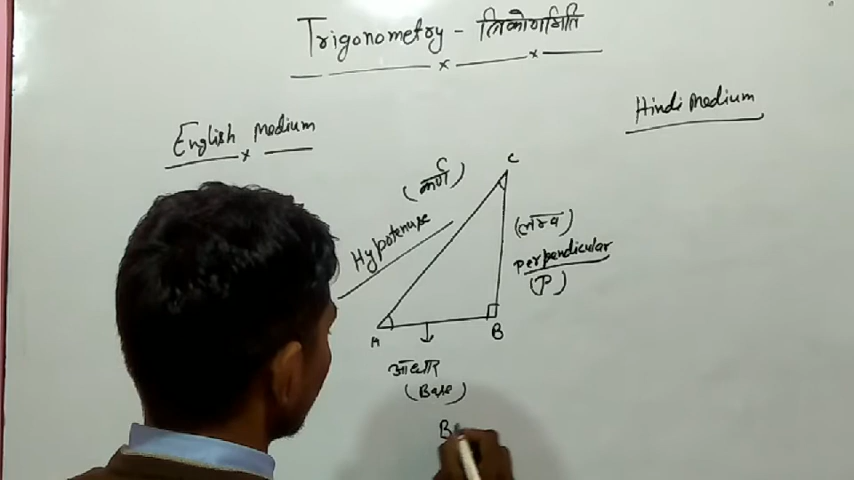 Trigonometry - त्रिकोणमिति
English Medium
Hindi Medium
C
(कर्ण)
Hypotenuse
(लम्ब)
Perpendicular
(P)
A
B
आधार
(Base)
B